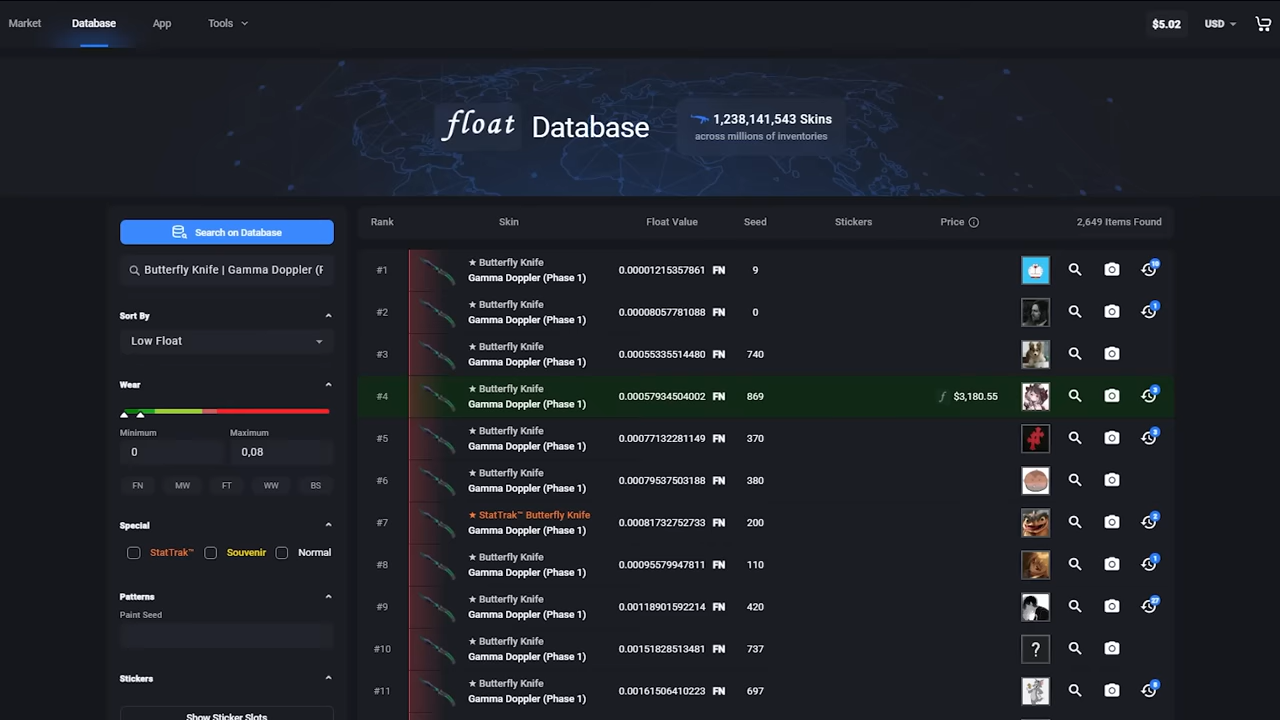 Market Database App Tools $5.02 USD
float Database 1,238,141,543 Skins
across millions of inventories
Search on Database
Butterfly Knife | Gamma Doppler (F
Sort By
Low Float
Wear
Minimum Maximum
0 0,08
FN MW FT WW BS
Special
StatTrak™ Souvenir Normal
Patterns
Paint Seed
Stickers
Show Sticker Slots
Rank Skin Float Value Seed Stickers Price 2,649 Items Found
#1 ★ Butterfly Knife
Gamma Doppler (Phase 1) 0.00001215357861 FN 9 10
#2 ★ Butterfly Knife
Gamma Doppler (Phase 1) 0.00008057781088 FN 0 1
#3 ★ Butterfly Knife
Gamma Doppler (Phase 1) 0.00055335514480 FN 740
#4 ★ Butterfly Knife
Gamma Doppler (Phase 1) 0.00057934504002 FN 869 f $3,180.55 3
#5 ★ Butterfly Knife
Gamma Doppler (Phase 1) 0.00077132281149 FN 370 3
#6 ★ Butterfly Knife
Gamma Doppler (Phase 1) 0.00079537503188 FN 380
#7 ★ StatTrak™ Butterfly Knife
Gamma Doppler (Phase 1) 0.00081732752733 FN 200 2
#8 ★ Butterfly Knife
Gamma Doppler (Phase 1) 0.00095579947811 FN 110 1
#9 ★ Butterfly Knife
Gamma Doppler (Phase 1) 0.00118901592214 FN 420 27
#10 ★ Butterfly Knife
Gamma Doppler (Phase 1) 0.00151828513481 FN 737 ?
#11 ★ Butterfly Knife
Gamma Doppler (Phase 1) 0.00161506410223 FN 697 8